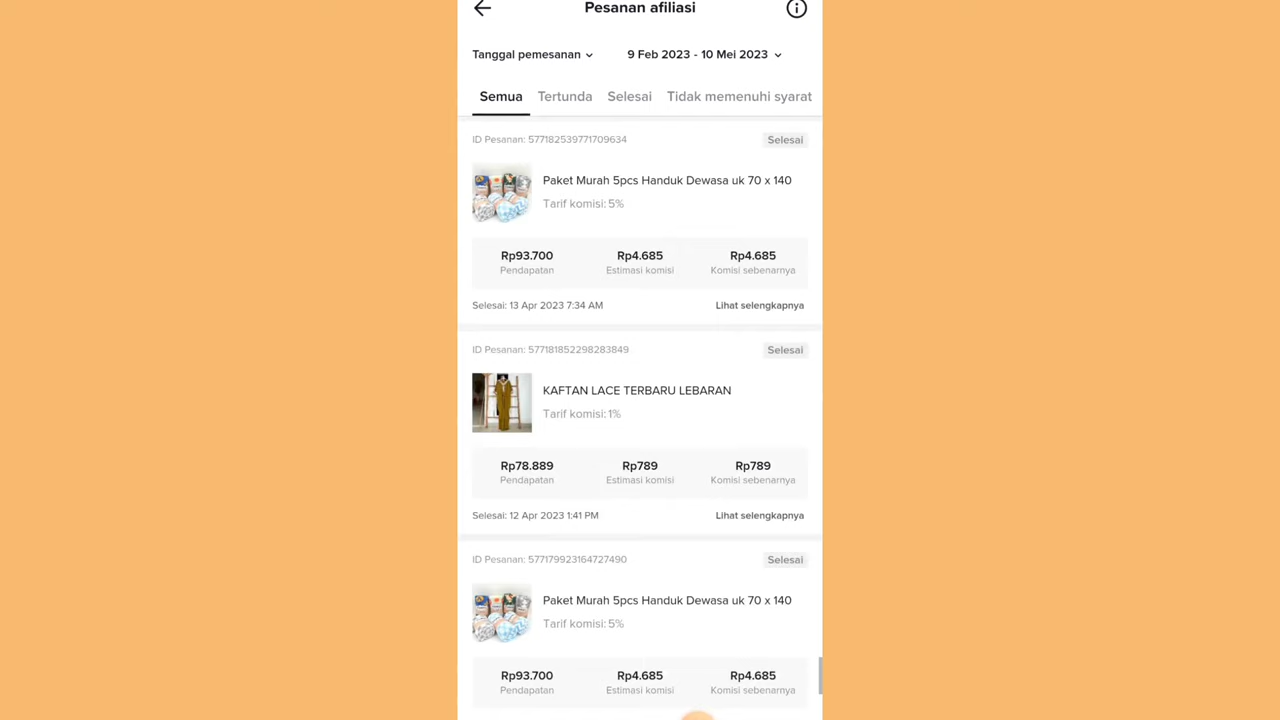 Pesanan afiliasi
Tanggal pemesanan 9 Feb 2023 - 10 Mei 2023
Semua Tertunda Selesai Tidak memenuhi syarat
ID Pesanan: 577182539771709634 Selesai
Paket Murah 5pcs Handuk Dewasa uk 70 x 140
Tarif komisi: 5%
Rp93.700 Rp4.685 Rp4.685
Pendapatan Estimasi komisi Komisi sebenarnya
Selesai: 13 Apr 2023 7:34 AM Lihat selengkapnya
ID Pesanan: 577181852298283849 Selesai
KAFTAN LACE TERBARU LEBARAN
Tarif komisi: 1%
Rp78.889 Rp789 Rp789
Pendapatan Estimasi komisi Komisi sebenarnya
Selesai: 12 Apr 2023 1:41 PM Lihat selengkapnya
ID Pesanan: 577179923164727490 Selesai
Paket Murah 5pcs Handuk Dewasa uk 70 x 140
Tarif komisi: 5%
Rp93.700 Rp4.685 Rp4.685
Pendapatan Estimasi komisi Komisi sebenarnya